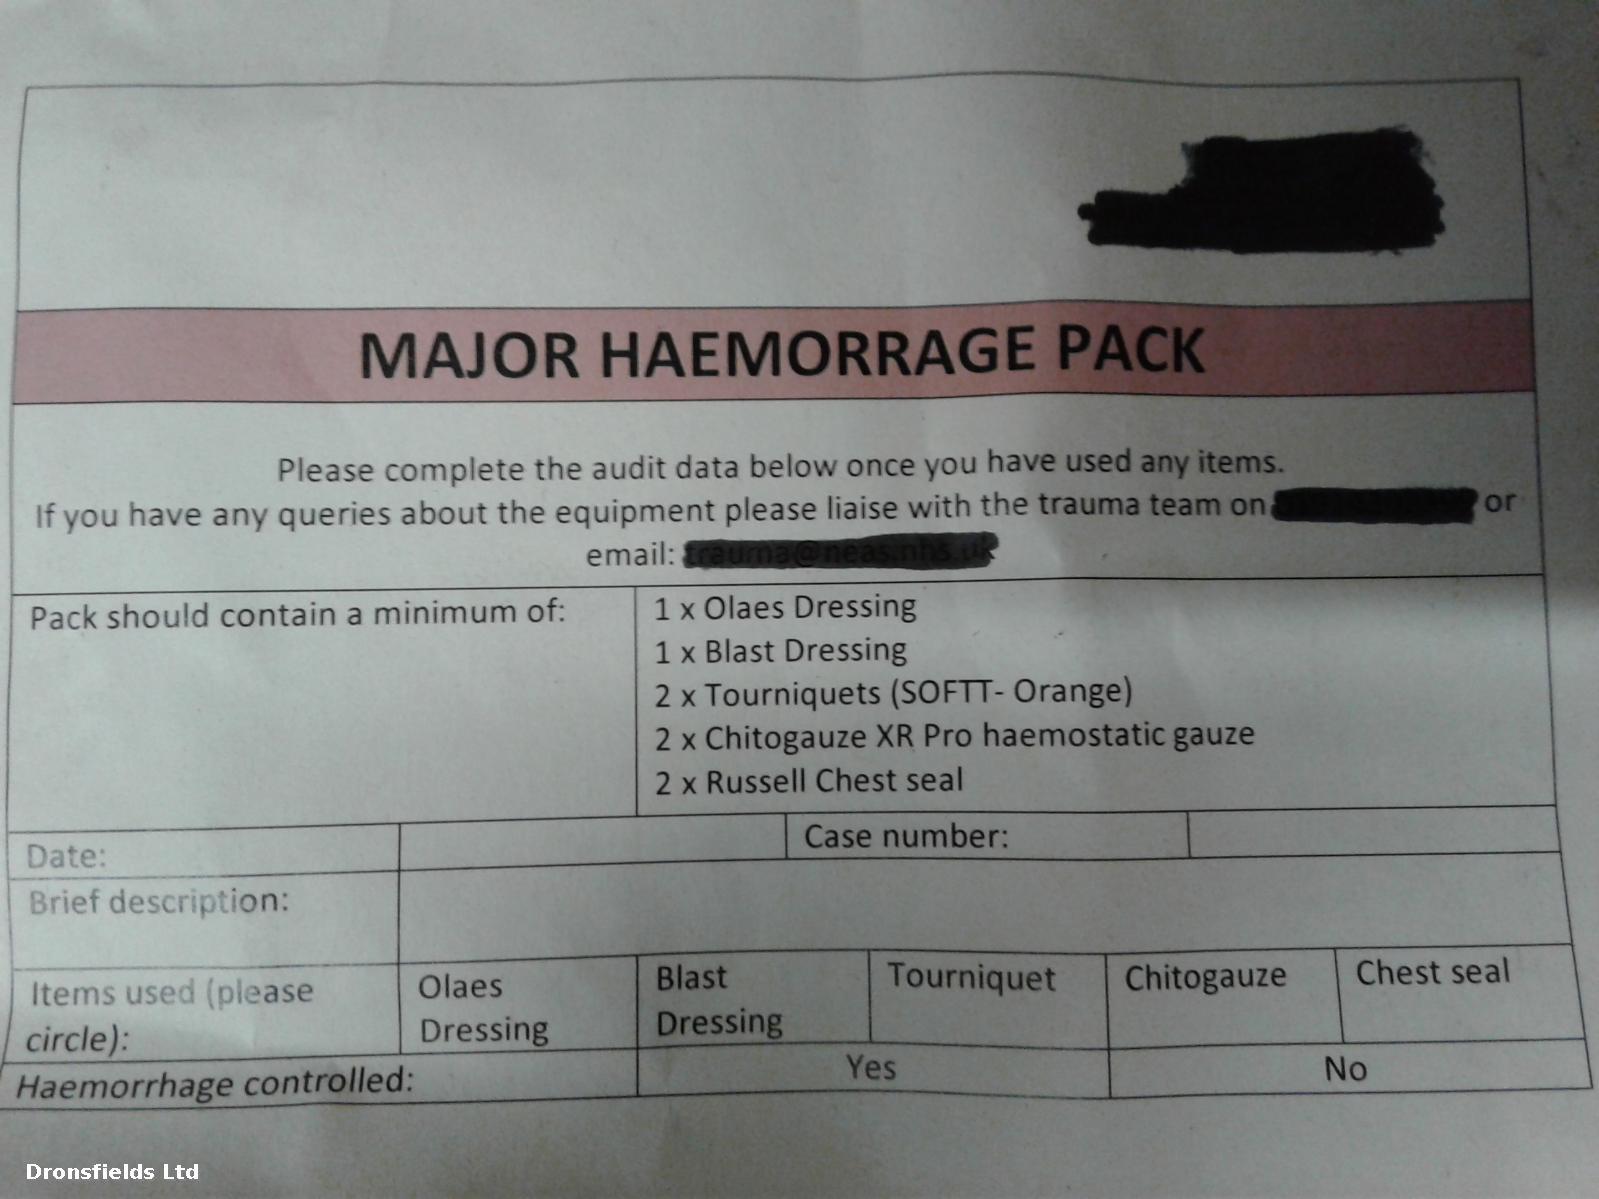 MAJOR HAEMORRAGE PACK
Please complete the audit data below once you have used any items.
If you have any queries about the equipment please liaise with the trauma team on or
email:
Pack should contain a minimum of:
1 x Olaes Dressing
1 x Blast Dressing
2 x Tourniquets (SOFTT- Orange)
2 x Chitogauze XR Pro haemostatic gauze
2 x Russell Chest seal
Date:
Case number:
Brief description:
Items used (please
circle):
Olaes
Dressing
Blast
Dressing
Tourniquet
Chitogauze
Chest seal
Haemorrhage controlled:
Yes
No
Dronsfields Ltd